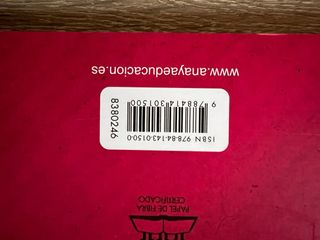 PAPEL DE FIBRA
CERTIFICADO
ISBN 978-84-143-0150-0
9 788414 301500
8380246
www.anayaeducacion.es